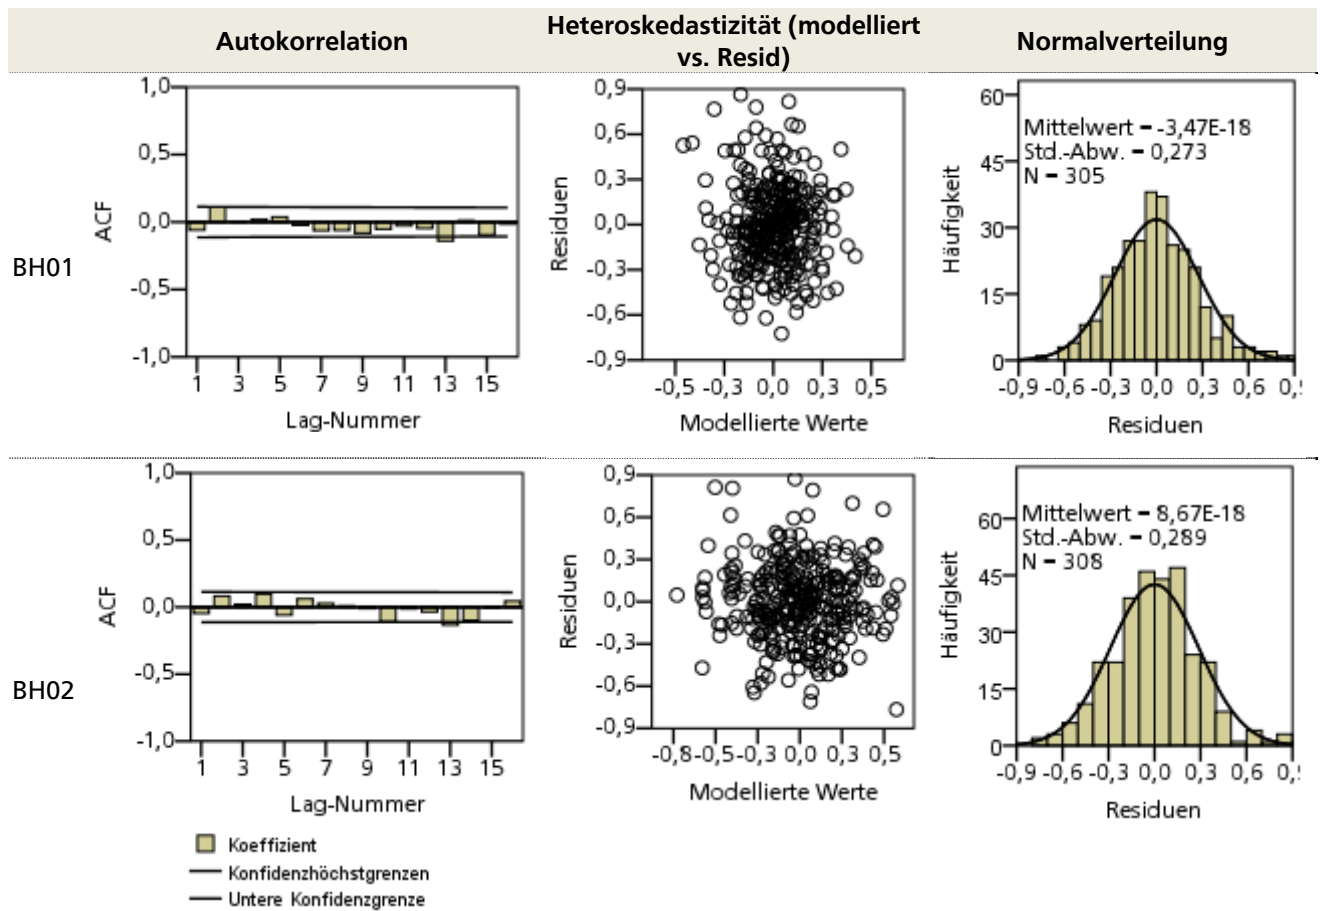 Autokorrelation
Heteroskedastizität (modelliert
vs. Resid)
Normalverteilung
BH01
1,0
0,5
0,0
-0,5
-1,0
ACF
1 3 5 7 9 11 13 15
Lag-Nummer
0,9
0,6
0,3
0,0
-0,3
-0,6
-0,9
Residuen
-0,5 -0,3 0,0 0,3 0,5
Modellierte Werte
60
45
30
15
0
Häufigkeit
Mittelwert = -3,47E-18
Std.-Abw. = 0,273
N = 305
-0,9 -0,6 -0,3 0,0 0,3 0,6
Residuen
BH02
1,0
0,5
0,0
-0,5
-1,0
ACF
1 3 5 7 9 11 13 15
Lag-Nummer
Koeffizient
Konfidenzhöchstgrenzen
Untere Konfidenzgrenze
0,9
0,6
0,3
0,0
-0,3
-0,6
-0,9
Residuen
-0,8 -0,5 -0,3 0,0 0,3 0,5
Modellierte Werte
60
45
30
15
0
Häufigkeit
Mittelwert = 8,67E-18
Std.-Abw. = 0,289
N = 308
-0,9 -0,6 -0,3 0,0 0,3 0,6
Residuen